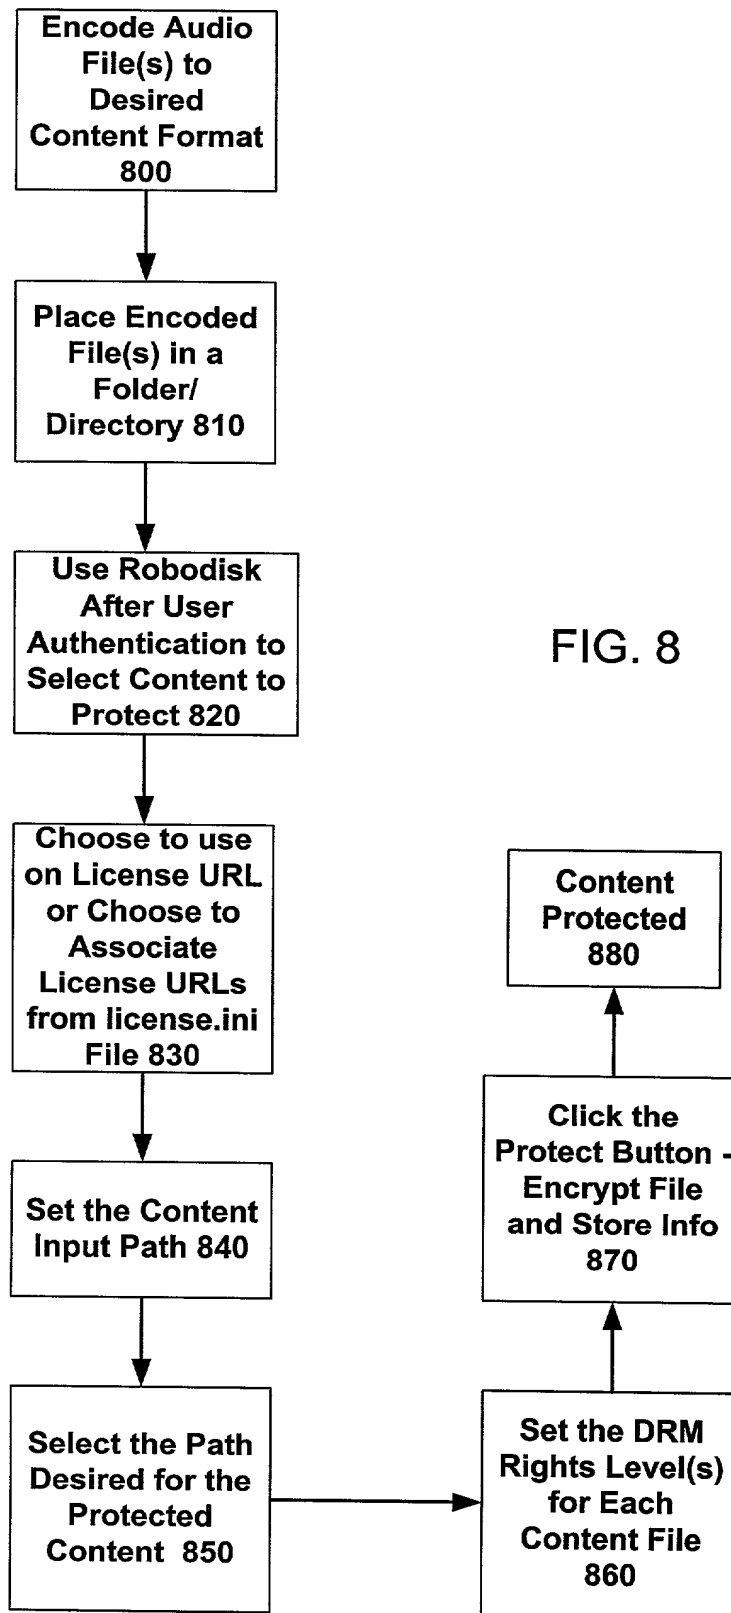 Encode Audio
File(s) to
Desired
Content Format
800
Place Encoded
File(s) in a
Folder/
Directory 810
Use Robodisk
After User
Authentication to
Select Content to
Protect 820
Choose to use
on License URL
or Choose to
Associate
License URLs
from license.ini
File 830
Set the Content
Input Path 840
Select the Path
Desired for the
Protected
Content 850
Set the DRM
Rights Level(s)
for Each
Content File
860
Click the
Protect Button -
Encrypt File
and Store Info
870
Content
Protected
880
FIG. 8